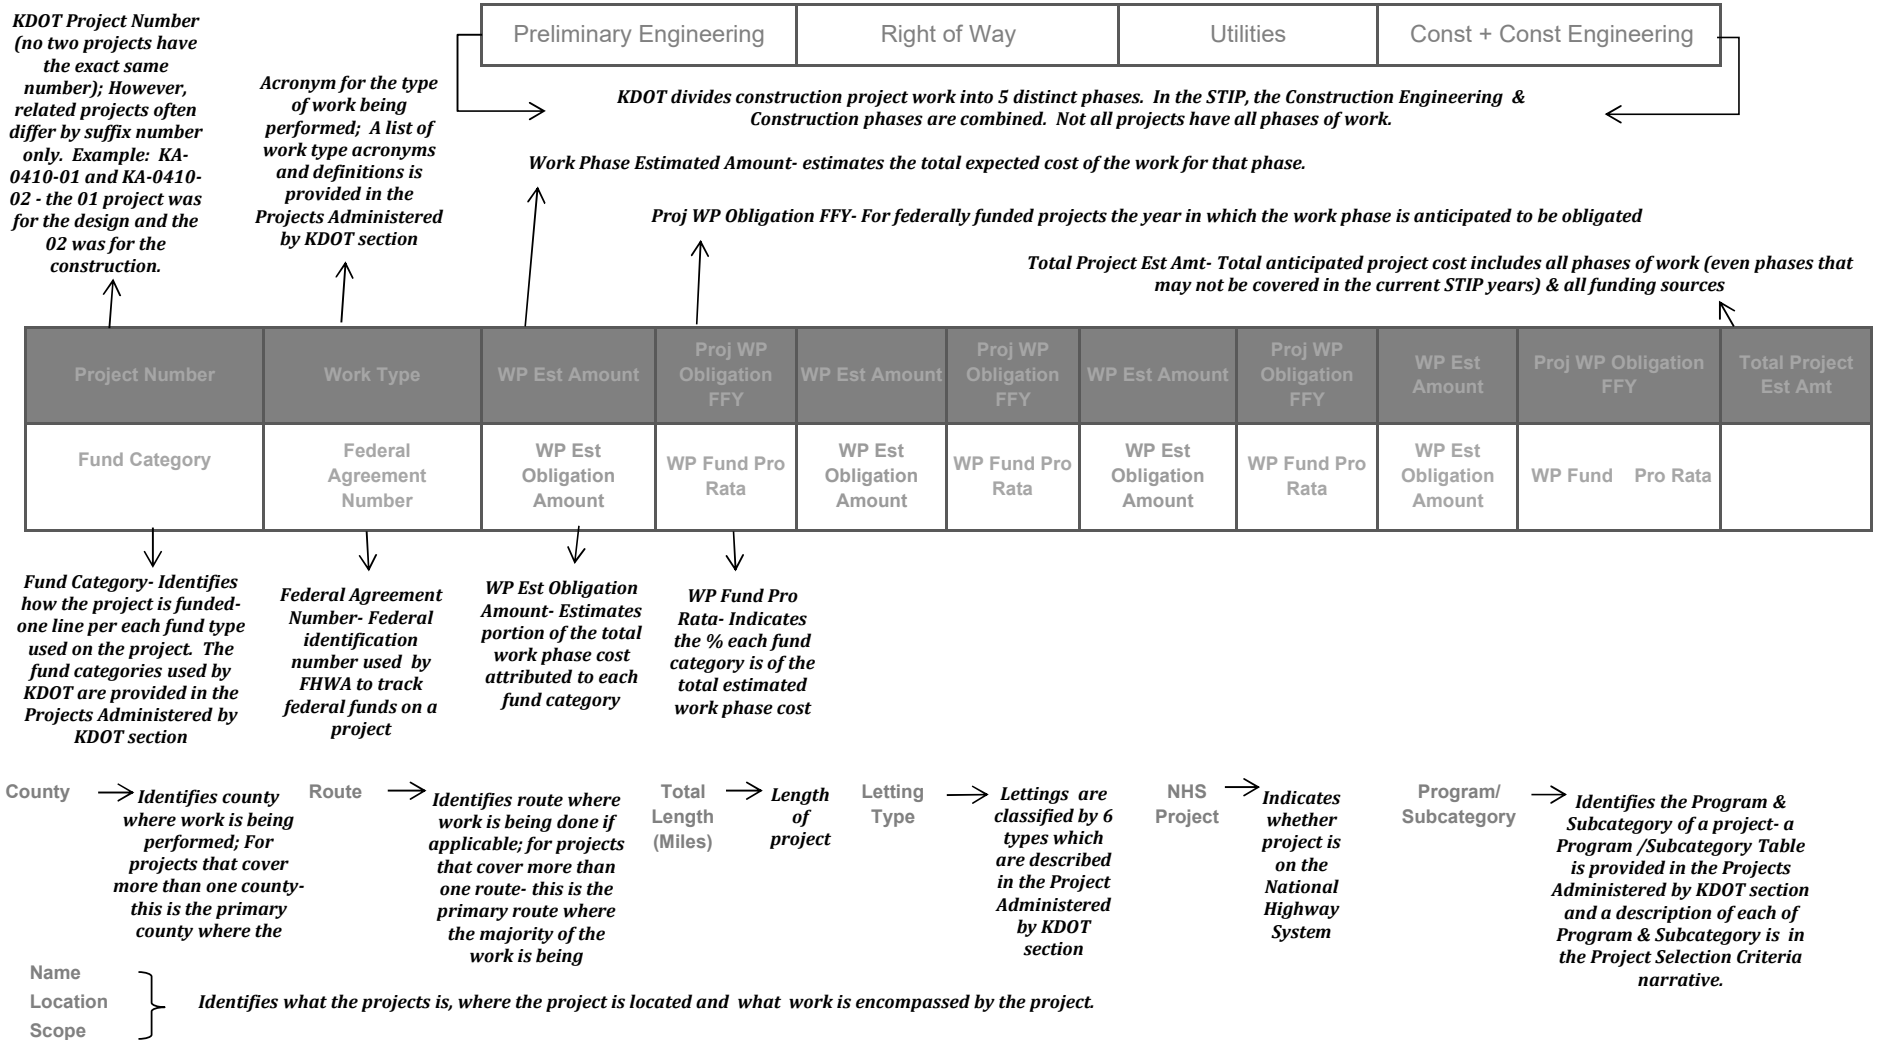 KDOT Project Number
(no two projects have
the exact same
number); However,
related projects often
differ by suffix number
only.  Example:  KA-
0410-01 and KA-0410-
02 - the 01 project was
for the design and the
02 was for the
construction.
Acronym for the type
of work being
performed;  A list of
work type acronyms
and definitions is
provided in the
Projects Administered
by KDOT section
Preliminary Engineering
Right of Way
Utilities
Const + Const Engineering
KDOT divides construction project work into 5 distinct phases.  In the STIP, the Construction Engineering  &
Construction phases are combined.  Not all projects have all phases of work.
Work Phase Estimated Amount- estimates the total expected cost of the work for that phase.
Proj WP Obligation FFY- For federally funded projects the year in which the work phase is anticipated to be obligated
Total Project Est Amt- Total anticipated project cost includes all phases of work (even phases that
may not be covered in the current STIP years) & all funding sources
Project Number
Work Type
WP Est Amount
Proj WP
Obligation
FFY
WP Est Amount
Proj WP
Obligation
FFY
WP Est Amount
Proj WP
Obligation
FFY
WP Est
Amount
Proj WP Obligation
FFY
Total Project
Est Amt
Fund Category
Federal
Agreement
Number
WP Est
Obligation
Amount
WP Fund Pro
Rata
WP Est
Obligation
Amount
WP Fund Pro
Rata
WP Est
Obligation
Amount
WP Fund Pro
Rata
WP Est
Obligation
Amount
WP Fund    Pro Rata
Fund Category- Identifies
how the project is funded-
one line per each fund type
used on the project.  The
fund categories used by
KDOT are provided in the
Projects Administered by
KDOT section
Federal Agreement
Number- Federal
identification
number used  by
FHWA to track
federal funds on a
project
WP Est Obligation
Amount- Estimates
portion of the total
work phase cost
attributed to each
fund category
WP Fund Pro
Rata- Indicates
the % each fund
category is of the
total estimated
work phase cost
County
Identifies county
where work is being
performed; For
projects that cover
more than one county-
this is the primary
county where the
Route
Identifies route where
work is being done if
applicable; for projects
that cover more than
one route- this is the
primary route where
the majority of the
work is being
Total
Length
(Miles)
Length
of
project
Letting
Type
Lettings  are
classified by 6
types which
are described
in the Project
Administered
by KDOT
section
NHS
Project
Indicates
whether
project is
on the
National
Highway
System
Program/
Subcategory
Identifies the Program &
Subcategory of a project- a
Program /Subcategory Table
is provided in the Projects
Administered by KDOT section
and a description of each of
Program & Subcategory is  in
the Project Selection Criteria
narrative.
Name
Location
Scope
Identifies what the projects is, where the project is located and  what  work is encompassed by the project.